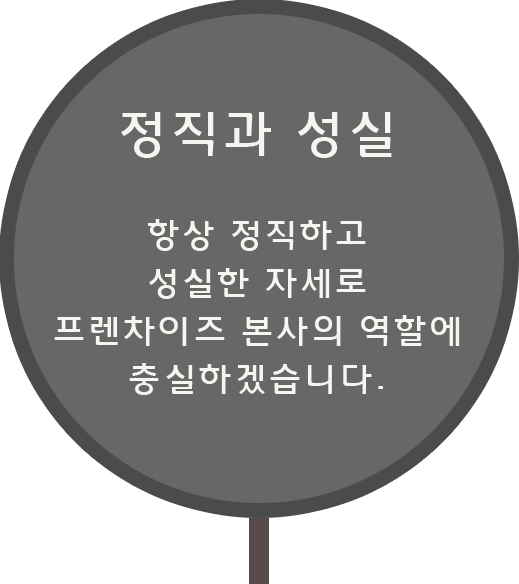 정직과 성실
항상 정직하고
성실한 자세로
프렌차이즈 본사의 역할에
충실하겠습니다.